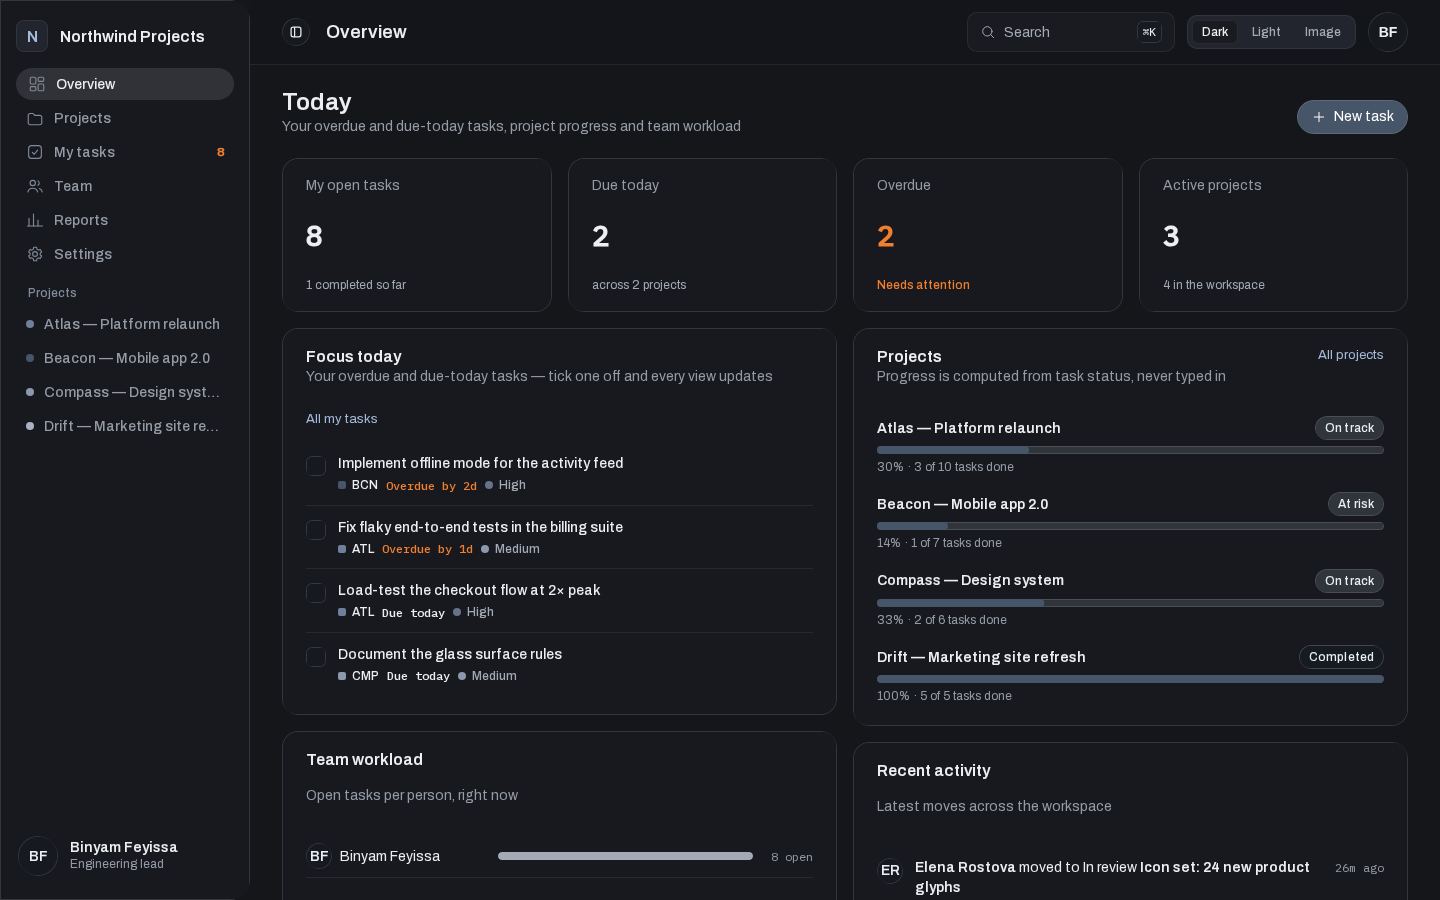 N Northwind Projects
Overview
Projects
My tasks 8
Team
Reports
Settings
Projects
Atlas — Platform relaunch
Beacon — Mobile app 2.0
Compass — Design syst…
Drift — Marketing site re…
BF Binyam Feyissa
Engineering lead
Overview
Search ⌘K
Dark Light Image
BF
Today
Your overdue and due-today tasks, project progress and team workload
+ New task
My open tasks
8
1 completed so far
Due today
2
across 2 projects
Overdue
2
Needs attention
Active projects
3
4 in the workspace
Focus today
Your overdue and due-today tasks — tick one off and every view updates
All my tasks
Implement offline mode for the activity feed
BCN Overdue by 2d High
Fix flaky end-to-end tests in the billing suite
ATL Overdue by 1d Medium
Load-test the checkout flow at 2× peak
ATL Due today High
Document the glass surface rules
CMP Due today Medium
Projects
All projects
Progress is computed from task status, never typed in
Atlas — Platform relaunch On track
30% · 3 of 10 tasks done
Beacon — Mobile app 2.0 At risk
14% · 1 of 7 tasks done
Compass — Design system On track
33% · 2 of 6 tasks done
Drift — Marketing site refresh Completed
100% · 5 of 5 tasks done
Team workload
Open tasks per person, right now
BF Binyam Feyissa 8 open
Recent activity
Latest moves across the workspace
ER Elena Rostova moved to In review Icon set: 24 new product 26m ago
glyphs